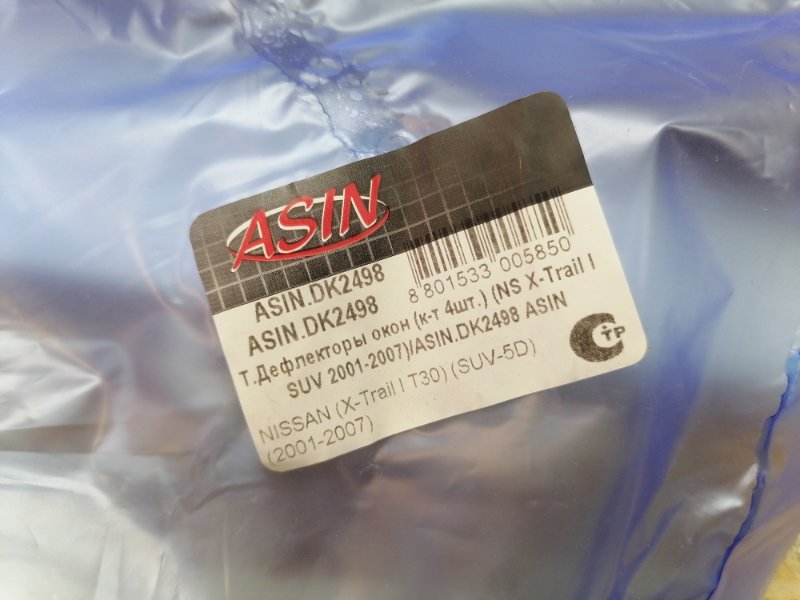 ASIN
8 801533 005850
ASIN.DK2498
ASIN.DK2498
Т.Дефлекторы окон (к-т 4шт.) (NS X-Trail I
SUV 2001-2007)/ASIN.DK2498 ASIN
NISSAN (X-Trail I T30) (SUV-5D)
(2001-2007)
СТР